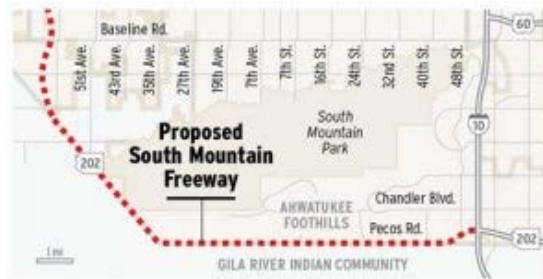 Baseline Rd.
60
51st Ave.
43rd Ave.
35th Ave.
27th Ave.
19th Ave.
7th Ave.
7th St.
16th St.
24th St.
32nd St.
40th St.
48th St.
10
South
Mountain
Park
Proposed
South Mountain
Freeway
202
Chandler Blvd.
AHWATUKEE
FOOTHILLS
Pecos Rd.
202
1 mi
GILA RIVER INDIAN COMMUNITY